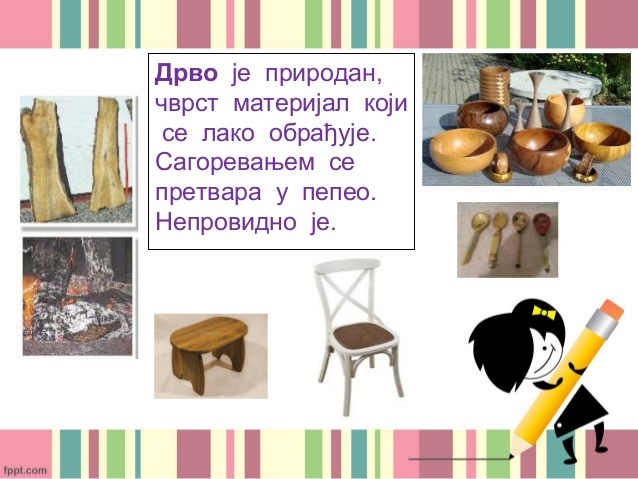 Дрво је природан,
чврст материјал који
се лако обрађује.
Сагоревањем се
претвара у пепео.
Непровидно је.
fppt.com